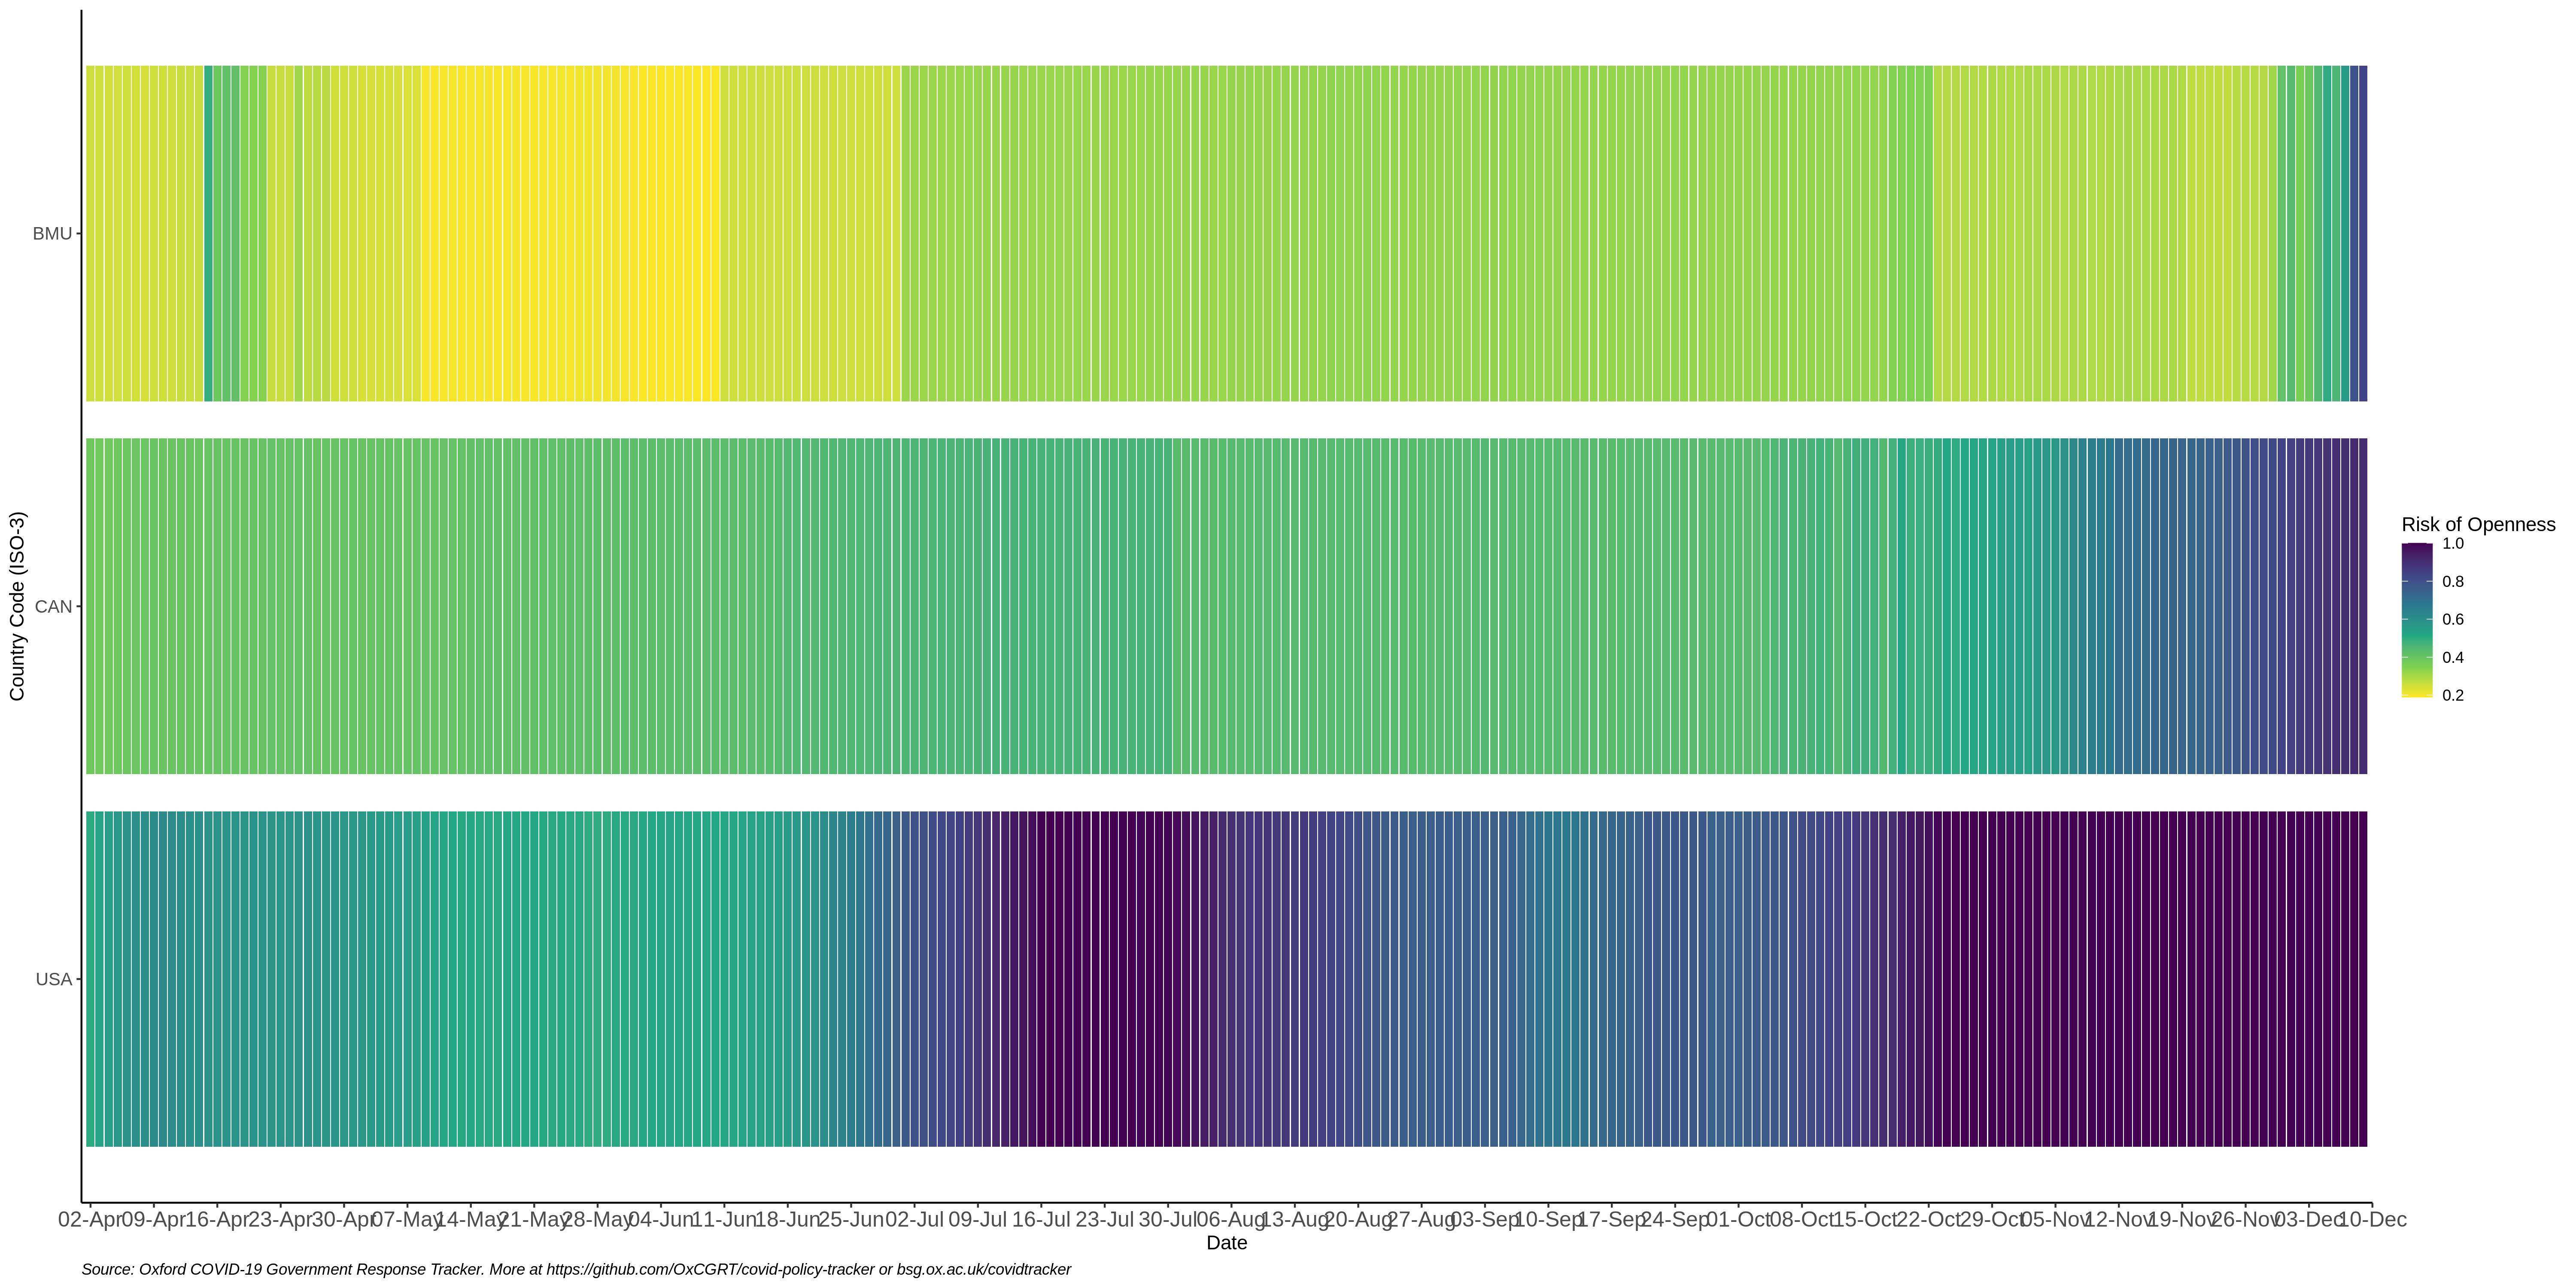 BMU
CAN
USA
Country Code (ISO-3)
Risk of Openness
1.0
0.8
0.6
0.4
0.2
02-Apr 09-Apr 16-Apr 23-Apr 30-Apr 07-May 14-May 21-May 28-May 04-Jun 11-Jun 18-Jun 25-Jun 02-Jul 09-Jul 16-Jul 23-Jul 30-Jul 06-Aug 13-Aug 20-Aug 27-Aug 03-Sep 10-Sep 17-Sep 24-Sep 01-Oct 08-Oct 15-Oct 22-Oct 29-Oct 05-Nov 12-Nov 19-Nov 26-Nov 03-Dec 10-Dec
Date
Source: Oxford COVID-19 Government Response Tracker. More at https://github.com/OxCGRT/covid-policy-tracker or bsg.ox.ac.uk/covidtracker